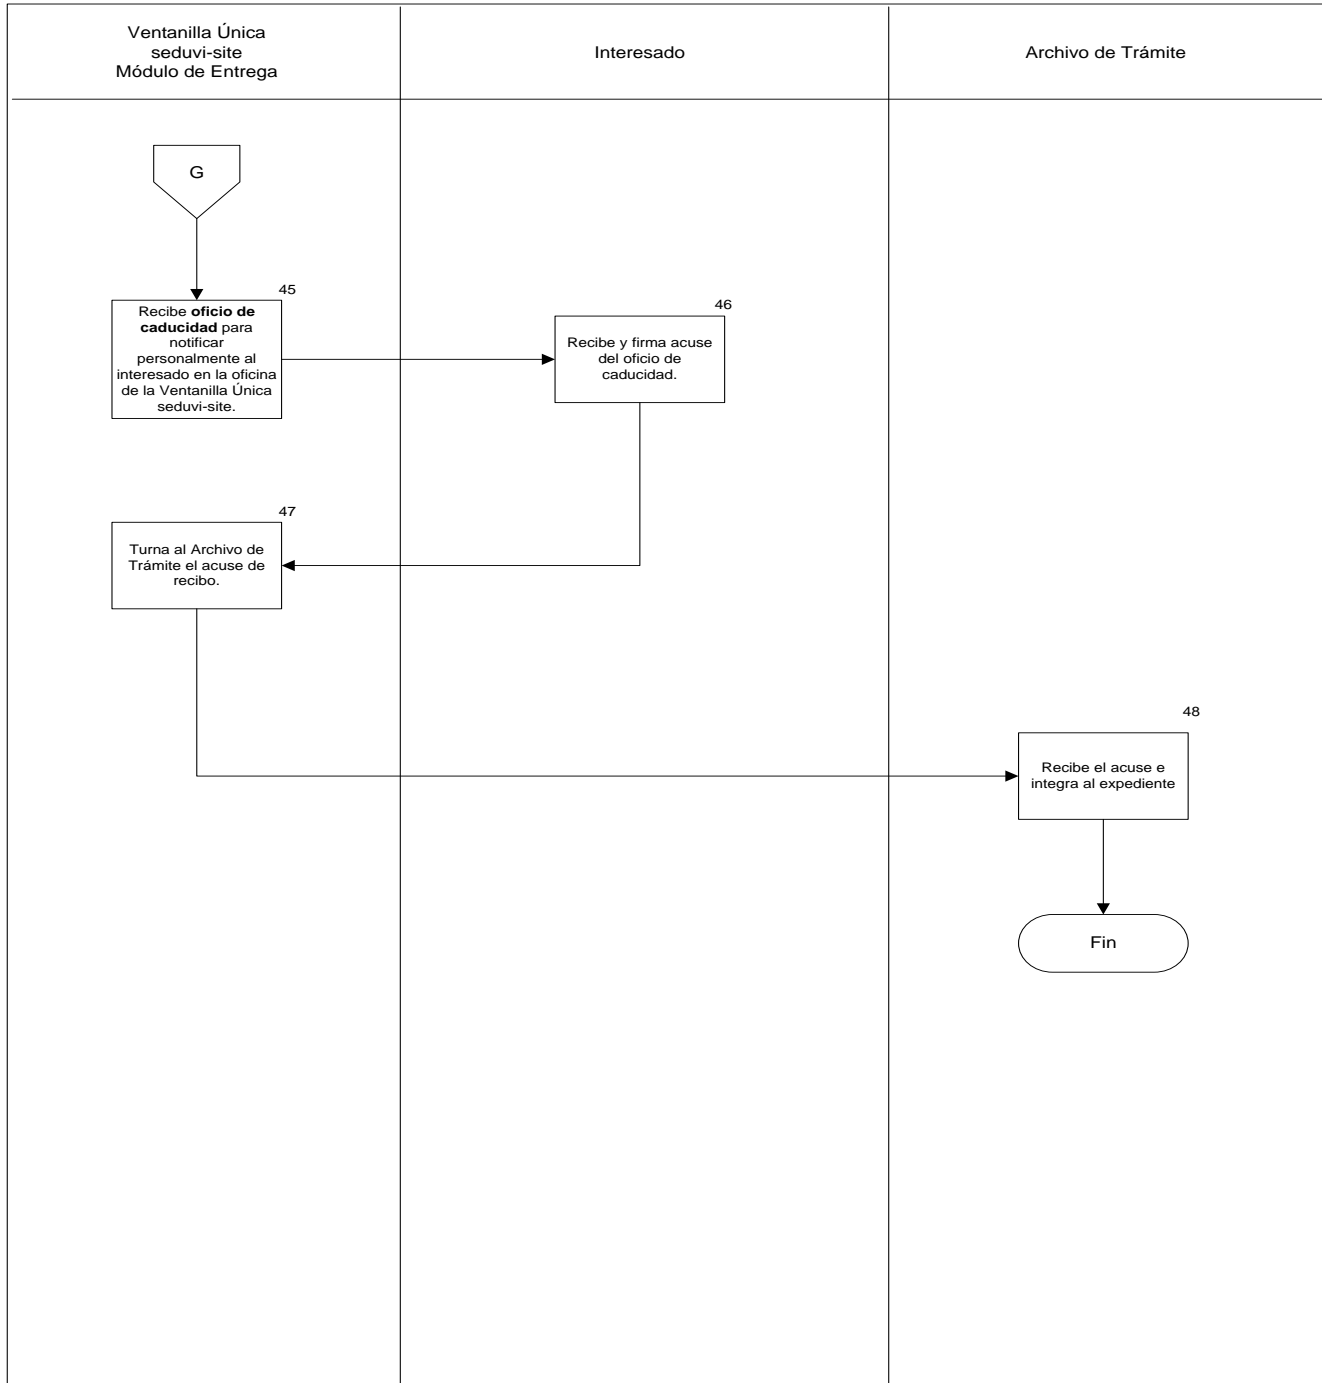 Ventanilla Única
seduvi-site
Módulo de Entrega
Interesado
Archivo de Trámite
G
45
Recibe oficio de
caducidad para
notificar
personalmente al
interesado en la oficina
de la Ventanilla Única
seduvi-site.
46
Recibe y firma acuse
del oficio de
caducidad.
47
Turna al Archivo de
Trámite el acuse de
recibo.
48
Recibe el acuse e
integra al expediente
Fin